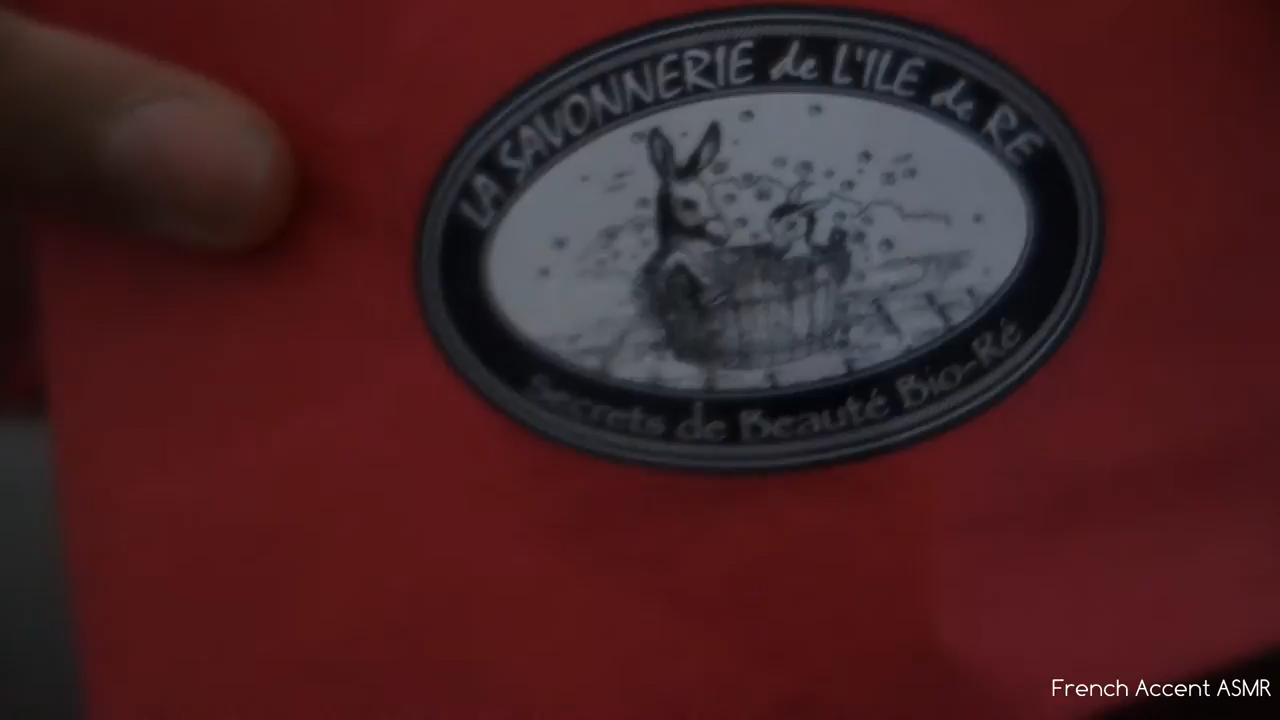 LA SAVONNERIE de L'ILE de RE
Secrets de Beauté Bio-Ré
French Accent ASMR